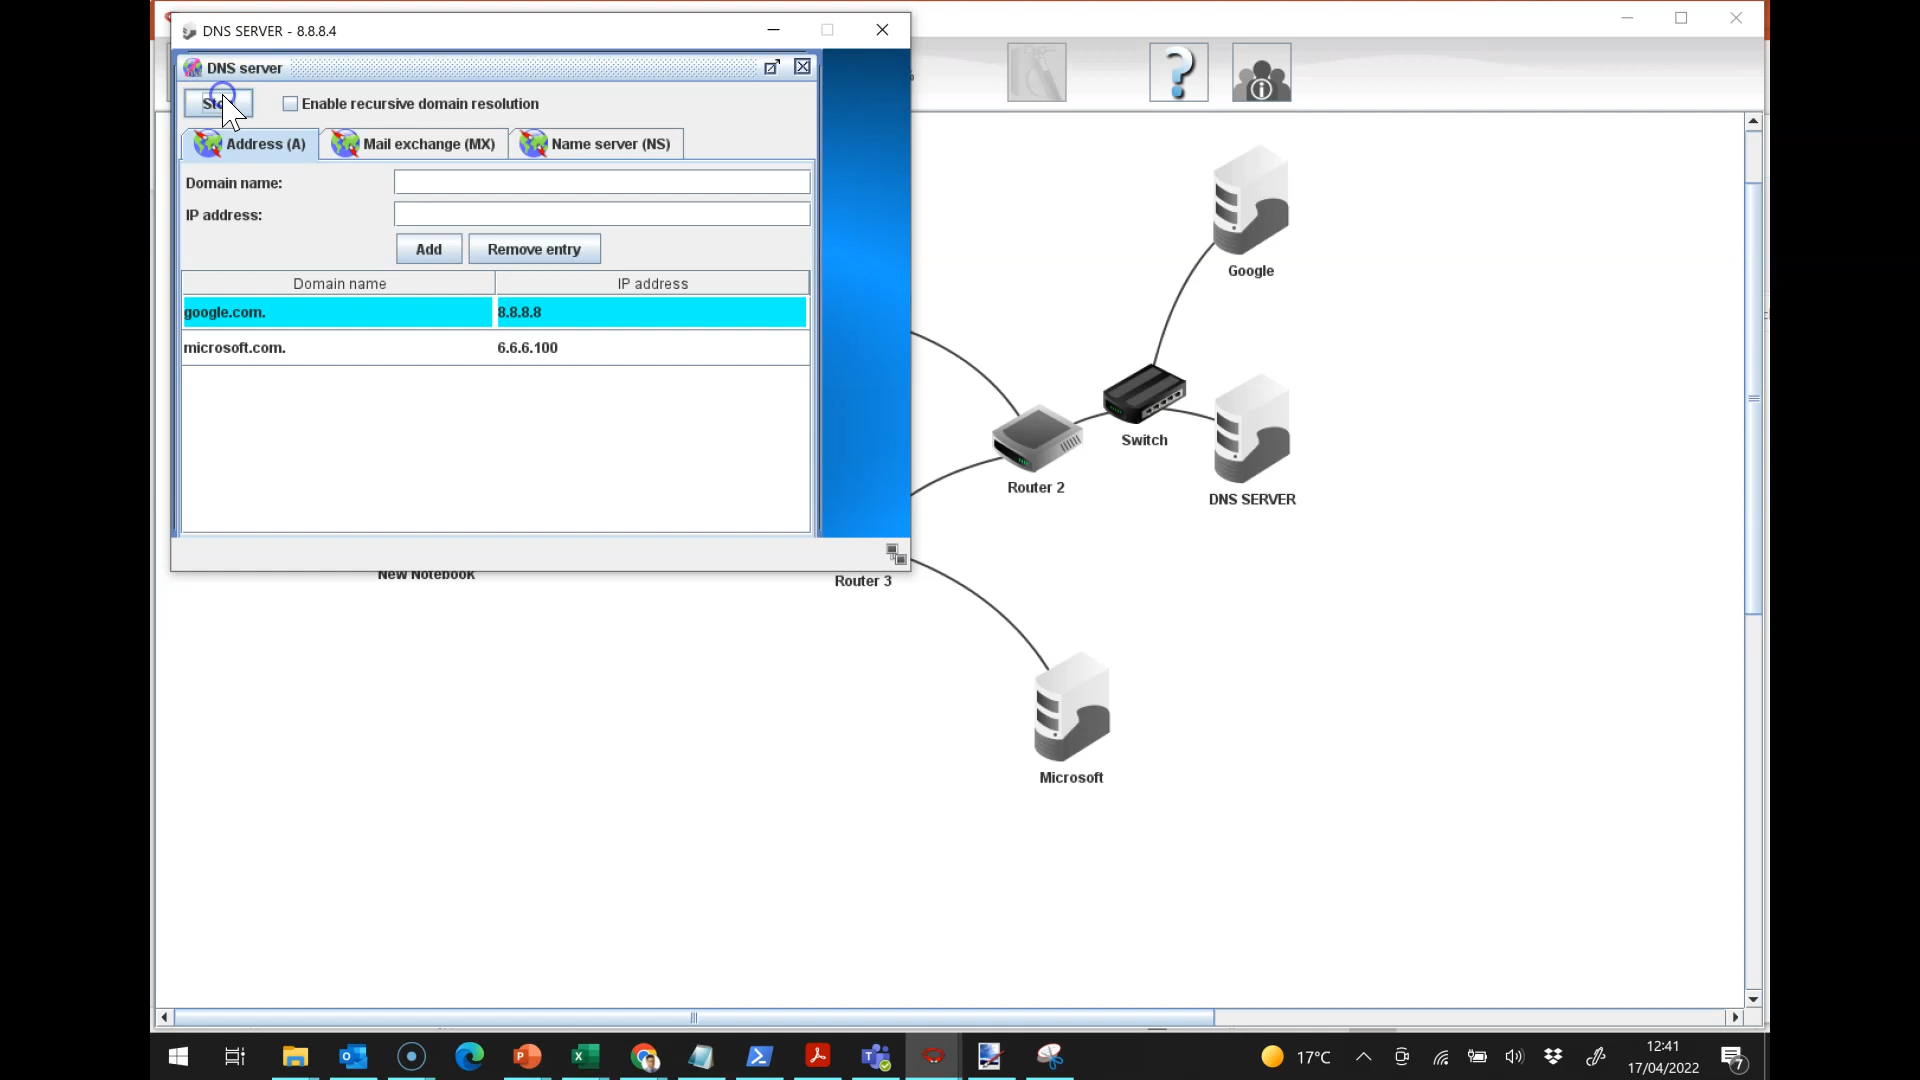 DNS SERVER - 8.8.8.4
DNS server
Enable recursive domain resolution
Address (A)
Mail exchange (MX)
Name server (NS)
Domain name:
IP address:
Add
Remove entry
Domain name
IP address
google.com.
8.8.8.8
microsoft.com.
6.6.6.100
Google
Switch
Router 2
DNS SERVER
New Notebook
Router 3
Microsoft
17°C
12:41
17/04/2022
7